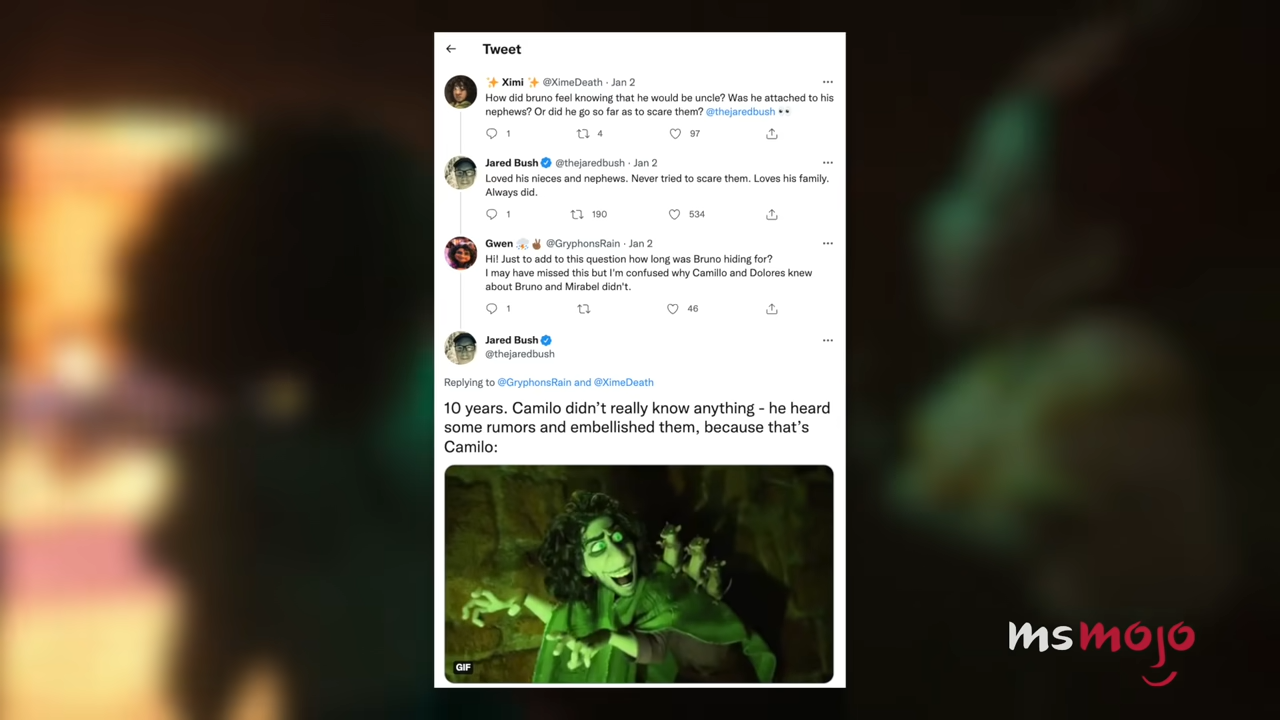 Tweet
✨ Ximi ✨ @XimeDeath · Jan 2
How did bruno feel knowing that he would be uncle? Was he attached to his
nephews? Or did he go so far as to scare them? @thejaredbush 👀
1 4 97
Jared Bush @thejaredbush · Jan 2
Loved his nieces and nephews. Never tried to scare them. Loves his family.
Always did.
1 190 534
Gwen 🌧️✌🏾 @GryphonsRain · Jan 2
Hi! Just to add to this question how long was Bruno hiding for?
I may have missed this but I'm confused why Camillo and Dolores knew
about Bruno and Mirabel didn't.
1 46
Jared Bush
@thejaredbush
Replying to @GryphonsRain and @XimeDeath
10 years. Camilo didn’t really know anything - he heard
some rumors and embellished them, because that’s
Camilo:
GIF
msmojo